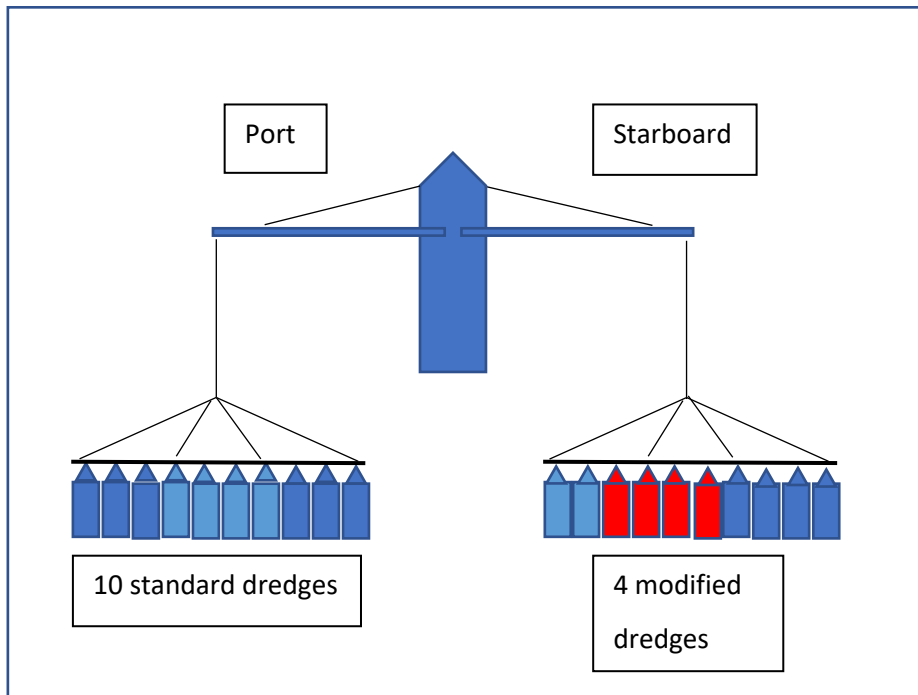 Port
Starboard
10 standard dredges
4 modified
dredges